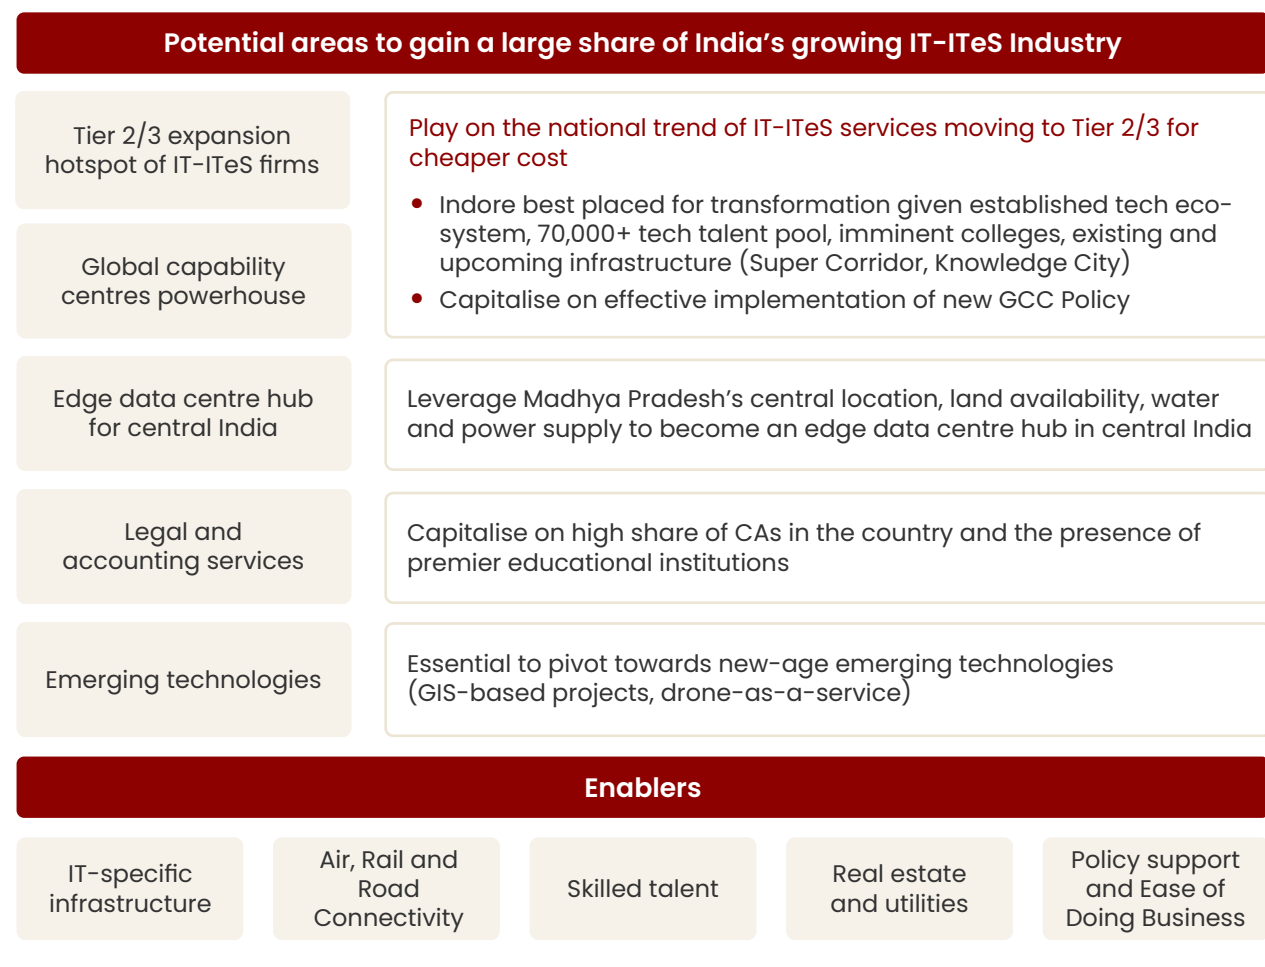 Potential areas to gain a large share of India’s growing IT-ITeS Industry
Tier 2/3 expansion
hotspot of IT-ITeS firms
Global capability
centres powerhouse
Play on the national trend of IT-ITeS services moving to Tier 2/3 for
cheaper cost
• Indore best placed for transformation given established tech eco-
system, 70,000+ tech talent pool, imminent colleges, existing and
upcoming infrastructure (Super Corridor, Knowledge City)
• Capitalise on effective implementation of new GCC Policy
Edge data centre hub
for central India
Leverage Madhya Pradesh’s central location, land availability, water
and power supply to become an edge data centre hub in central India
Legal and
accounting services
Capitalise on high share of CAs in the country and the presence of
premier educational institutions
Emerging technologies
Essential to pivot towards new-age emerging technologies
(GIS-based projects, drone-as-a-service)
Enablers
IT-specific
infrastructure
Air, Rail and
Road
Connectivity
Skilled talent
Real estate
and utilities
Policy support
and Ease of
Doing Business